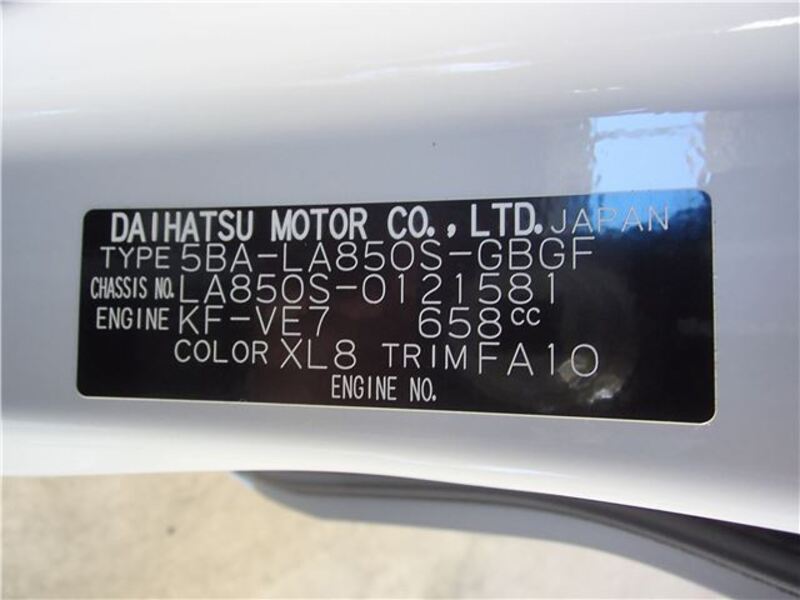 DAIHATSU MOTOR CO., LTD. JAPAN
TYPE 5BA-LA850S-GBGF
CHASSIS NO. LA850S-0121581
ENGINE KF-VE7 658cc
COLOR XL8 TRIM FA10
ENGINE NO.